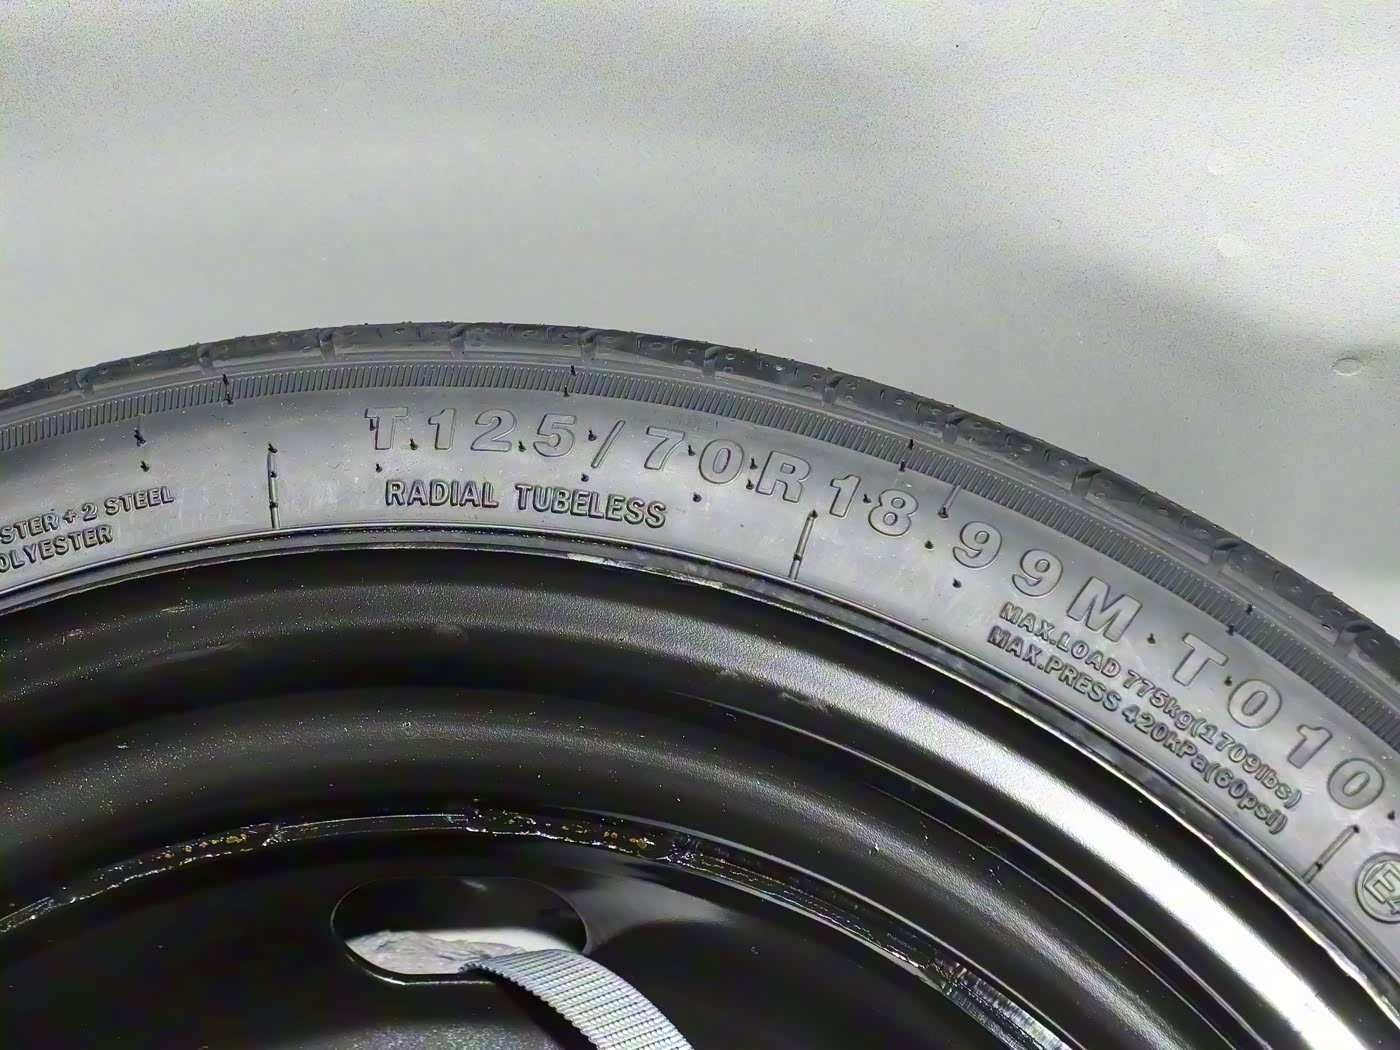 STER + 2 STEEL
OLYESTER
T125/70R18 99M T010
RADIAL TUBELESS
MAX.LOAD 775kg(1709lbs)
MAX.PRESS 420kPa(60psi)
E